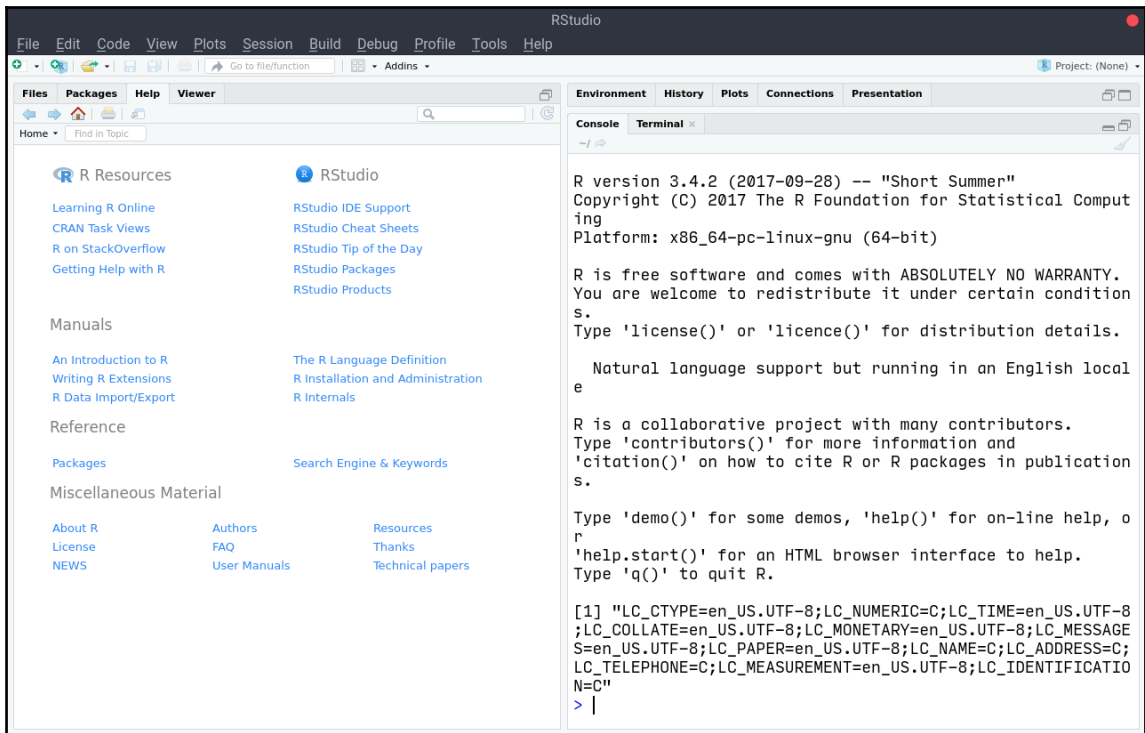 RStudio
File Edit Code View Plots Session Build Debug Profile Tools Help
Go to file/function Addins Project: (None)
Files Packages Help Viewer
Home Find in Topic
R Resources
Learning R Online
CRAN Task Views
R on StackOverflow
Getting Help with R
RStudio
RStudio IDE Support
RStudio Cheat Sheets
RStudio Tip of the Day
RStudio Packages
RStudio Products
Manuals
An Introduction to R
Writing R Extensions
R Data Import/Export
The R Language Definition
R Installation and Administration
R Internals
Reference
Packages
Search Engine & Keywords
Miscellaneous Material
About R Authors Resources
License FAQ Thanks
NEWS User Manuals Technical papers
Environment History Plots Connections Presentation
Console Terminal
~/
R version 3.4.2 (2017-09-28) -- "Short Summer"
Copyright (C) 2017 The R Foundation for Statistical Comput
ing
Platform: x86_64-pc-linux-gnu (64-bit)
R is free software and comes with ABSOLUTELY NO WARRANTY.
You are welcome to redistribute it under certain condition
s.
Type 'license()' or 'licence()' for distribution details.
Natural language support but running in an English local
e
R is a collaborative project with many contributors.
Type 'contributors()' for more information and
'citation()' on how to cite R or R packages in publication
s.
Type 'demo()' for some demos, 'help()' for on-line help, o
r
'help.start()' for an HTML browser interface to help.
Type 'q()' to quit R.
[1] "LC_CTYPE=en_US.UTF-8;LC_NUMERIC=C;LC_TIME=en_US.UTF-8
;LC_COLLATE=en_US.UTF-8;LC_MONETARY=en_US.UTF-8;LC_MESSAGE
S=en_US.UTF-8;LC_PAPER=en_US.UTF-8;LC_NAME=C;LC_ADDRESS=C;
LC_TELEPHONE=C;LC_MEASUREMENT=en_US.UTF-8;LC_IDENTIFICATIO
N=C"
>